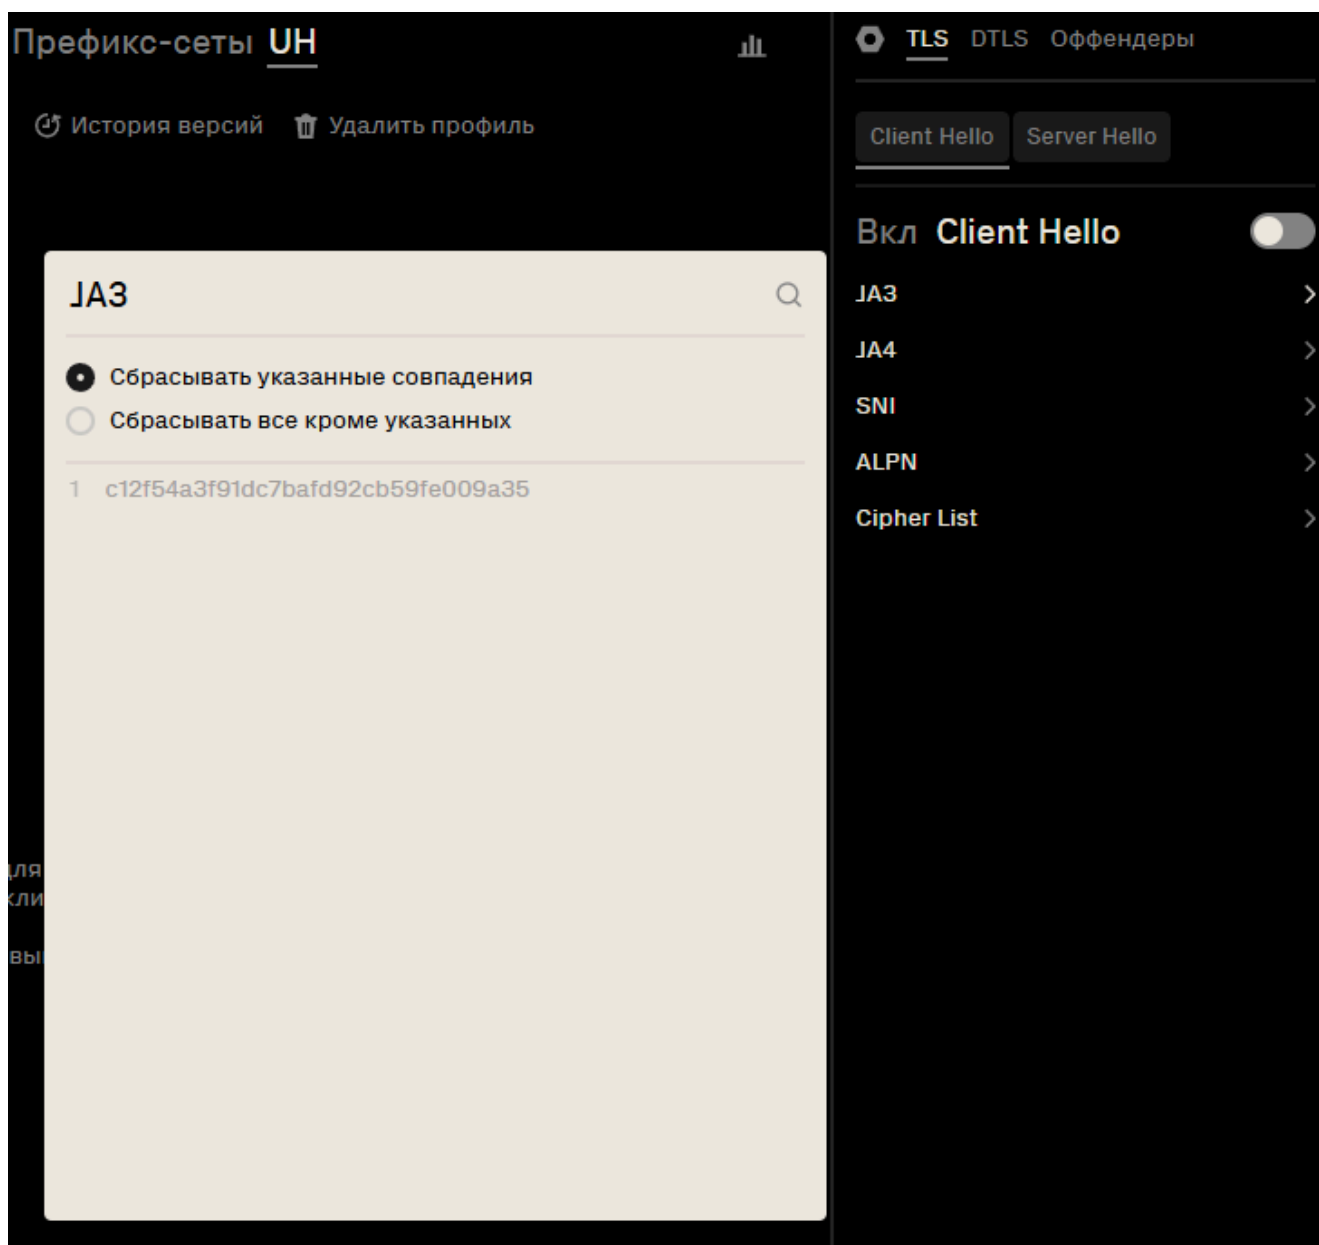 Префикс-сеты UH
История версий Удалить профиль
JA3
Сбрасывать указанные совпадения
Сбрасывать все кроме указанных
1 c12f54a3f91dc7bafd92cb59fe009a35
TLS DTLS Оффендеры
Client Hello Server Hello
Вкл Client Hello
JA3
JA4
SNI
ALPN
Cipher List